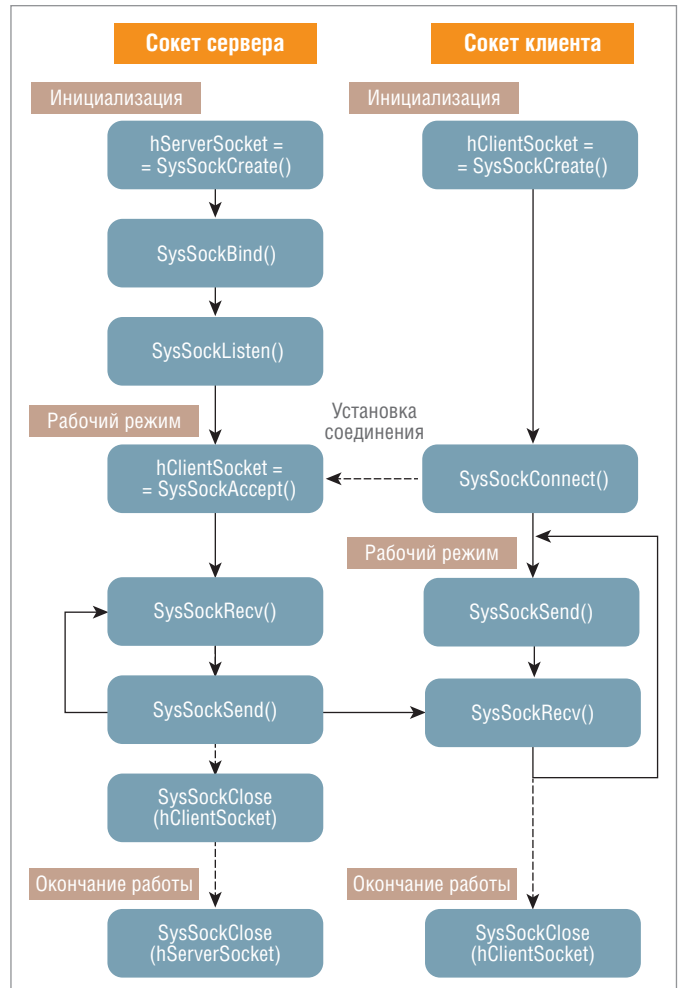 Сокет сервера
Инициализация
hServerSocket =
= SysSockCreate()
SysSockBind()
SysSockListen()
Рабочий режим
hClientSocket =
= SysSockAccept()
SysSockRecv()
SysSockSend()
SysSockClose
(hClientSocket)
Окончание работы
SysSockClose
(hServerSocket)
Сокет клиента
Инициализация
hClientSocket =
= SysSockCreate()
Установка
соединения
SysSockConnect()
Рабочий режим
SysSockSend()
SysSockRecv()
Окончание работы
SysSockClose
(hClientSocket)